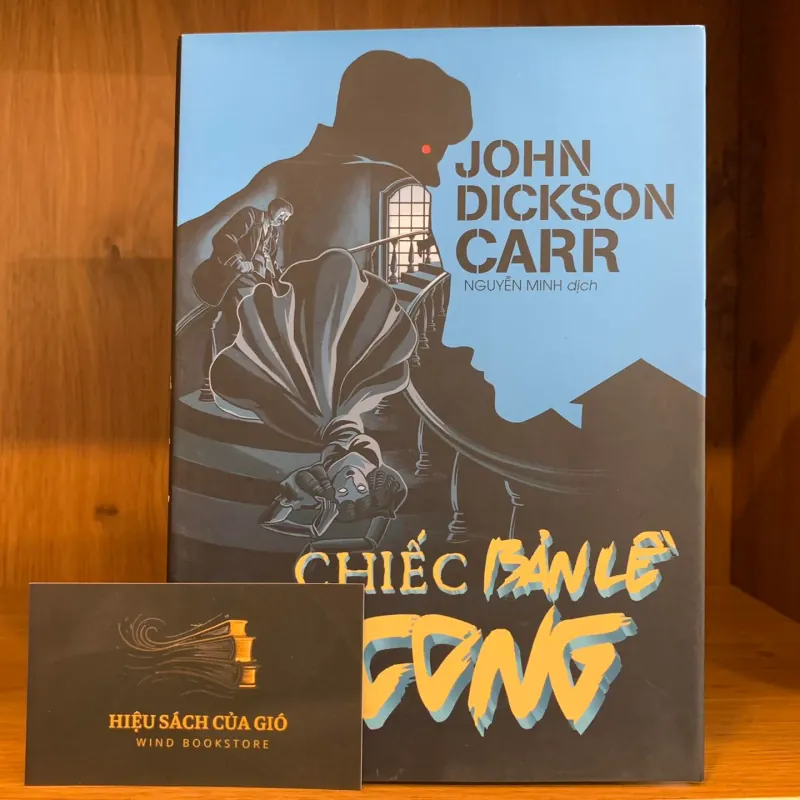 JOHN
DICKSON
CARR
NGUYỄN MINH dịch
CHIẾC BẢN LỀ
CONG
HIỆU SÁCH CỦA GIÓ
WIND BOOKSTORE